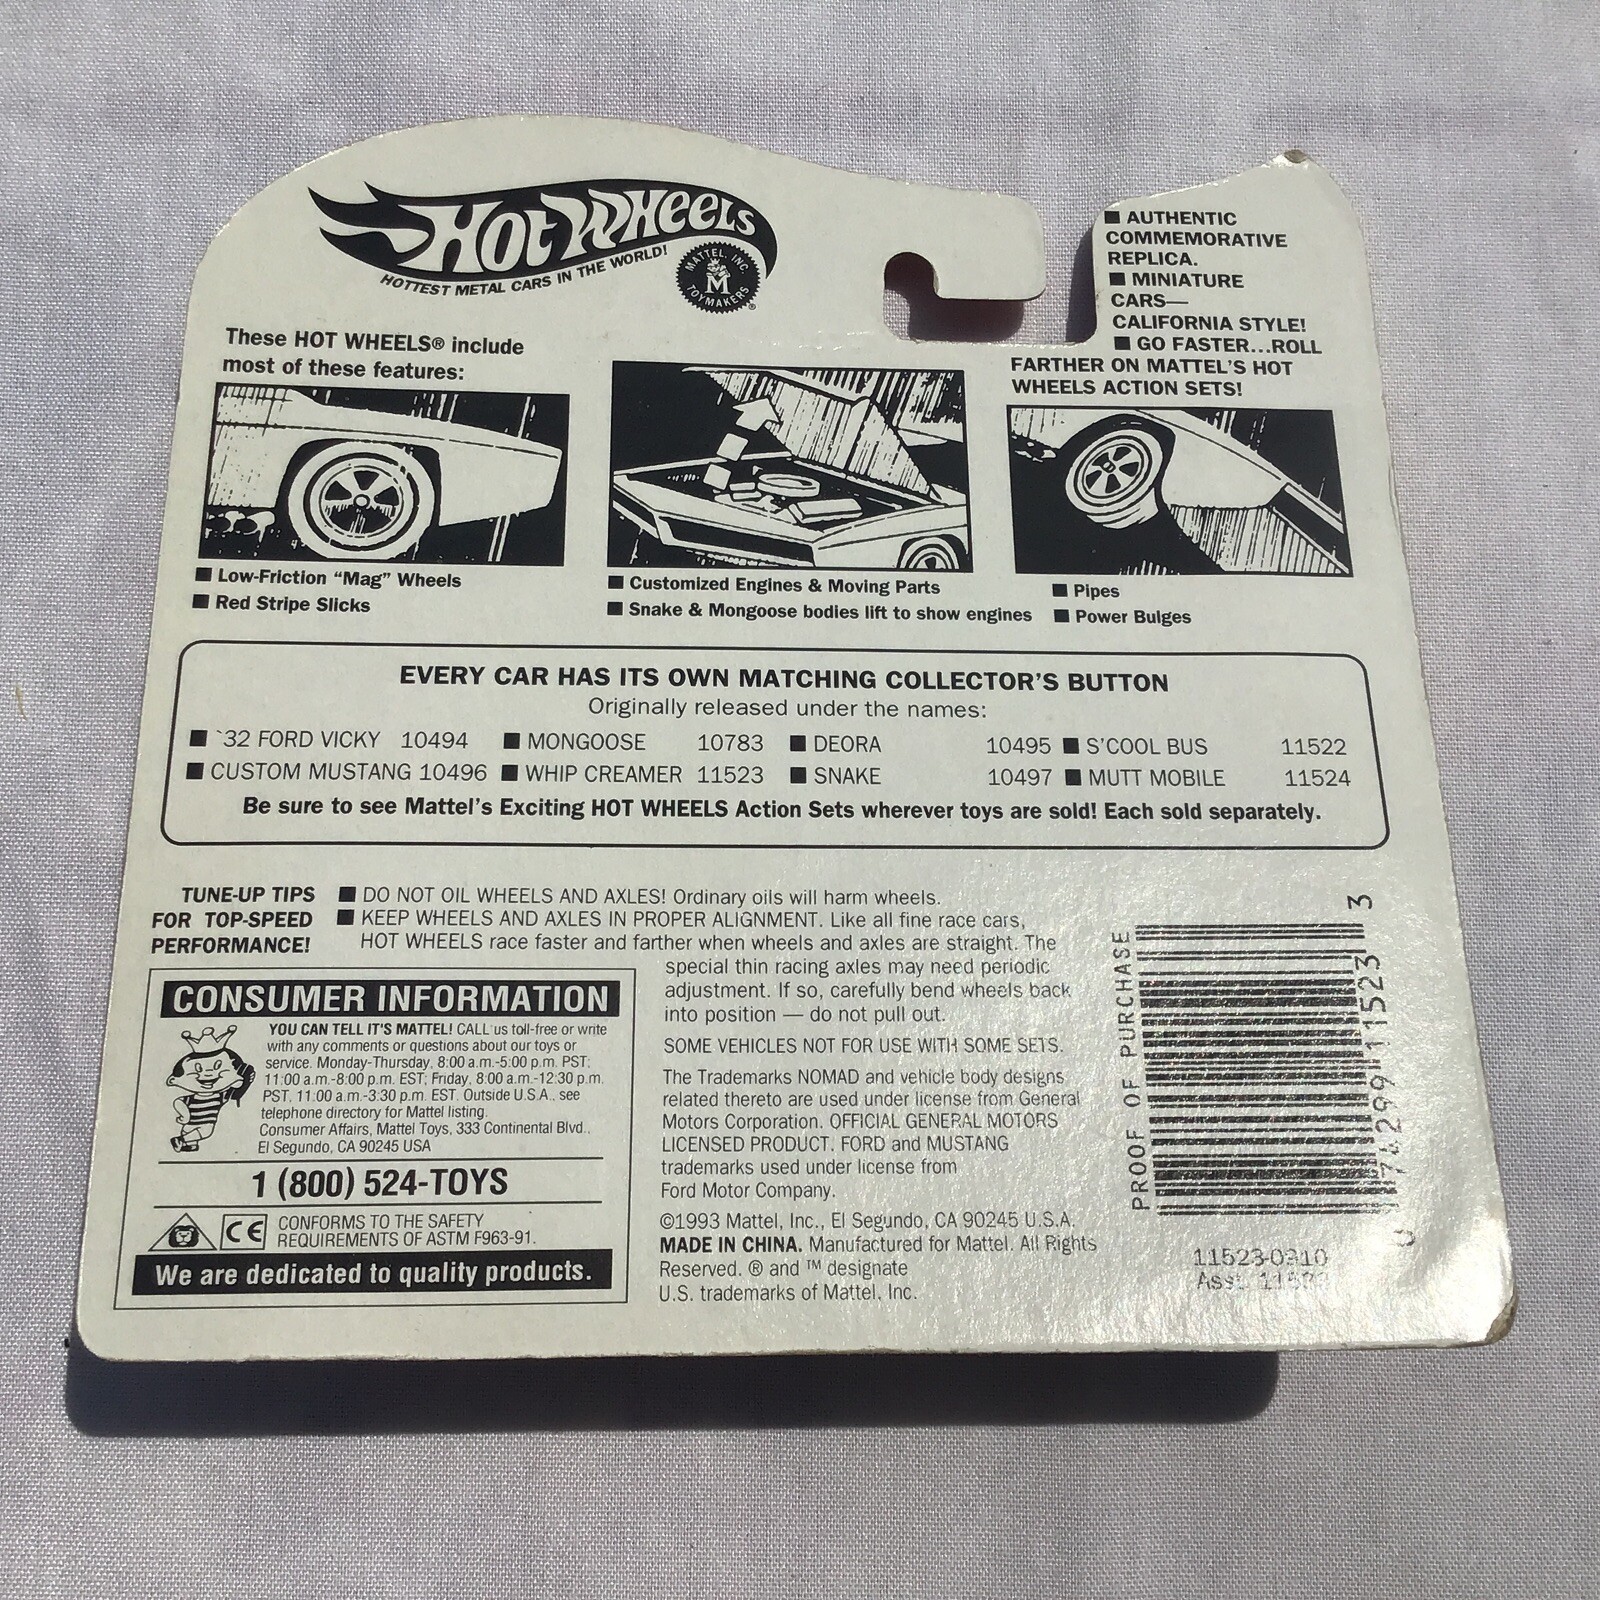 HOT WHEELS
HOTTEST METAL CARS IN THE WORLD!
MATTEL, INC.
M
TOYMAKERS
®
■ AUTHENTIC
COMMEMORATIVE
REPLICA.
■ MINIATURE
CARS—
CALIFORNIA STYLE!
■ GO FASTER...ROLL
FARTHER ON MATTEL'S HOT
WHEELS ACTION SETS!
These HOT WHEELS® include
most of these features:
■ Low-Friction “Mag” Wheels
■ Red Stripe Slicks
■ Customized Engines & Moving Parts
■ Snake & Mongoose bodies lift to show engines
■ Pipes
■ Power Bulges
EVERY CAR HAS ITS OWN MATCHING COLLECTOR'S BUTTON
Originally released under the names:
■ `32 FORD VICKY 10494 ■ MONGOOSE 10783 ■ DEORA 10495 ■ S'COOL BUS 11522
■ CUSTOM MUSTANG 10496 ■ WHIP CREAMER 11523 ■ SNAKE 10497 ■ MUTT MOBILE 11524
Be sure to see Mattel's Exciting HOT WHEELS Action Sets wherever toys are sold! Each sold separately.
TUNE-UP TIPS
FOR TOP-SPEED
PERFORMANCE!
■ DO NOT OIL WHEELS AND AXLES! Ordinary oils will harm wheels.
■ KEEP WHEELS AND AXLES IN PROPER ALIGNMENT. Like all fine race cars,
HOT WHEELS race faster and farther when wheels and axles are straight. The
special thin racing axles may need periodic
adjustment. If so, carefully bend wheels back
into position — do not pull out.
SOME VEHICLES NOT FOR USE WITH SOME SETS.
The Trademarks NOMAD and vehicle body designs
related thereto are used under license from General
Motors Corporation. OFFICIAL GENERAL MOTORS
LICENSED PRODUCT. FORD and MUSTANG
trademarks used under license from
Ford Motor Company.
©1993 Mattel, Inc., El Segundo, CA 90245 U.S.A.
MADE IN CHINA. Manufactured for Mattel. All Rights
Reserved. ® and ™ designate
U.S. trademarks of Mattel, Inc.
CONSUMER INFORMATION
YOU CAN TELL IT'S MATTEL! CALL us toll-free or write
with any comments or questions about our toys or
service. Monday-Thursday, 8:00 a.m.-5:00 p.m. PST;
11:00 a.m.-8:00 p.m. EST; Friday, 8:00 a.m.-12:30 p.m.
PST, 11:00 a.m.-3:30 p.m. EST. Outside U.S.A., see
telephone directory for Mattel listing.
Consumer Affairs, Mattel Toys, 333 Continental Blvd.,
El Segundo, CA 90245 USA
1 (800) 524-TOYS
CE
CONFORMS TO THE SAFETY
REQUIREMENTS OF ASTM F963-91.
We are dedicated to quality products.
PROOF OF PURCHASE
0 74299 11523 3
11523-0910
Asst.